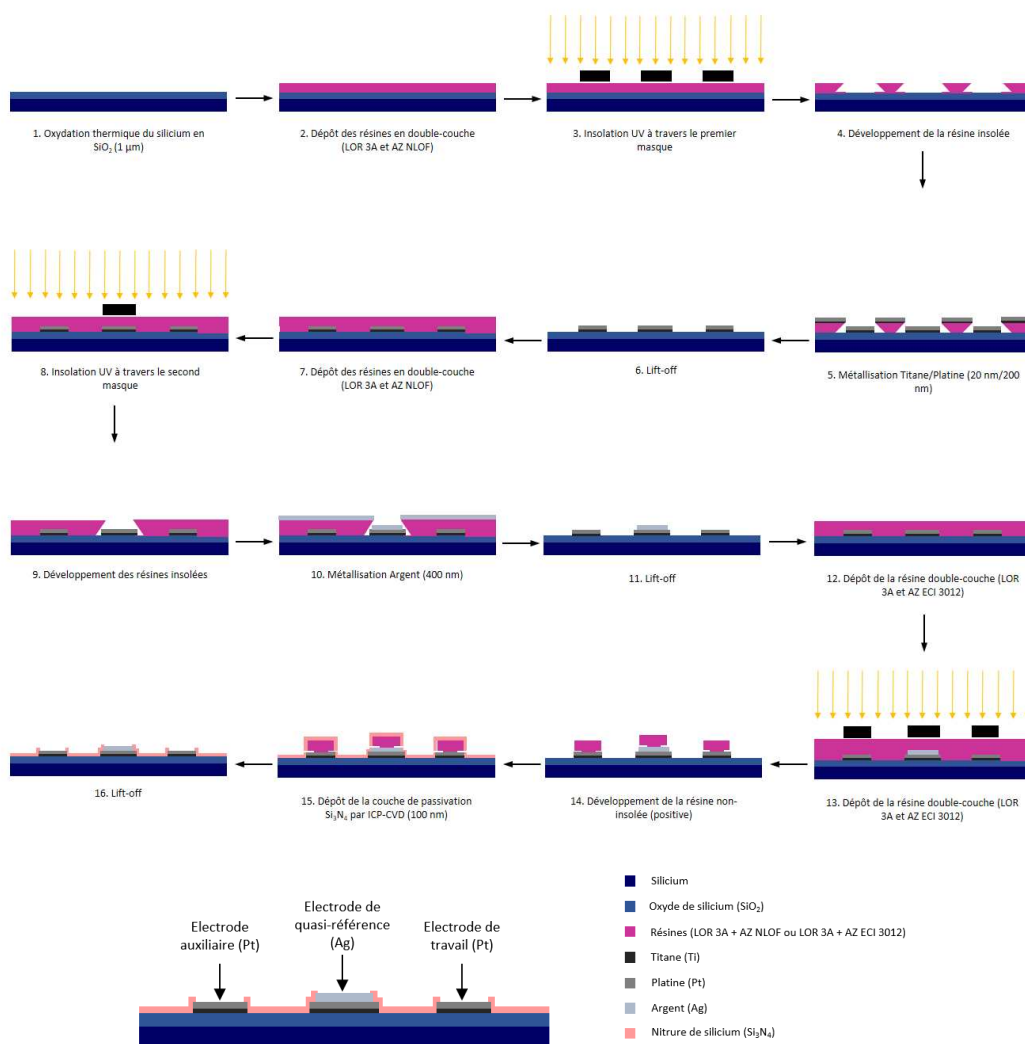 1. Oxydation thermique du silicium en
SiO₂ (1 µm)
2. Dépôt des résines en double-couche
(LOR 3A et AZ NLOF)
3. Insolation UV à travers le premier
masque
4. Développement de la résine insolée
8. Insolation UV à travers le second
masque
7. Dépôt des résines en double-couche
(LOR 3A et AZ NLOF)
6. Lift-off
5. Métallisation Titane/Platine (20 nm/200
nm)
9. Développement des résines insolées
10. Métallisation Argent (400 nm)
11. Lift-off
12. Dépôt de la résine double-couche (LOR
3A et AZ ECI 3012)
16. Lift-off
15. Dépôt de la couche de passivation
Si₃N₄ par ICP-CVD (100 nm)
14. Développement de la résine non-
insolée (positive)
13. Dépôt de la résine double-couche (LOR
3A et AZ ECI 3012)
Electrode
auxiliaire (Pt)
Electrode de
quasi-référence
(Ag)
Electrode de
travail (Pt)
Silicium
Oxyde de silicium (SiO₂)
Résines (LOR 3A + AZ NLOF ou LOR 3A + AZ ECI 3012)
Titane (Ti)
Platine (Pt)
Argent (Ag)
Nitrure de silicium (Si₃N₄)